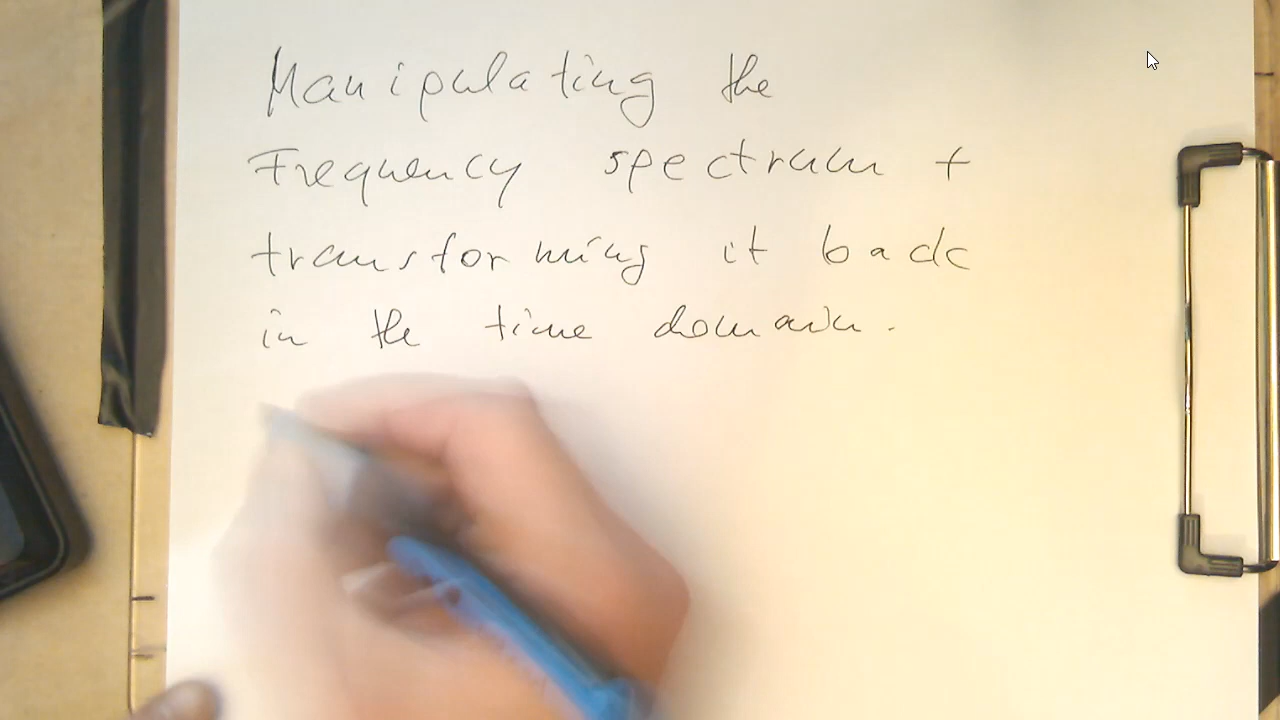 Manipulating the
Frequency spectrum +
transforming it back
in the time domain.